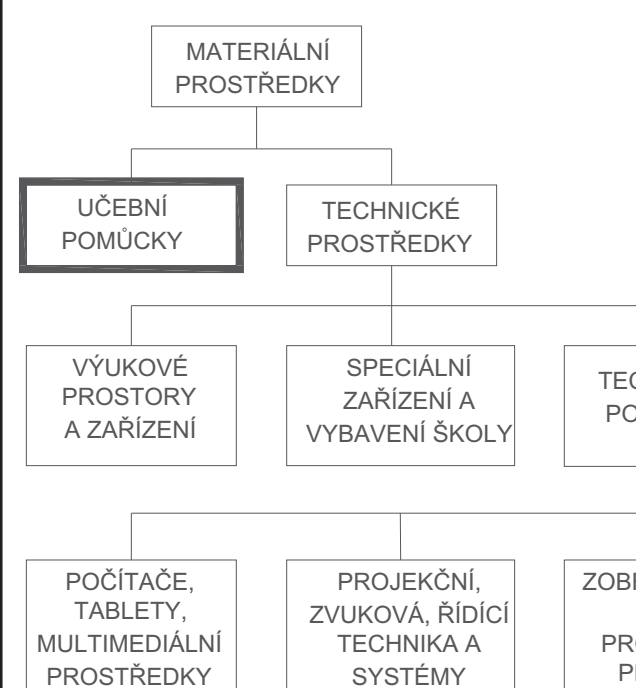 MATERIÁLNÍ
PROSTŘEDKY
UČEBNÍ
POMŮCKY
TECHNICKÉ
PROSTŘEDKY
VÝUKOVÉ
PROSTORY
A ZAŘÍZENÍ
SPECIÁLNÍ
ZAŘÍZENÍ A
VYBAVENÍ ŠKOLY
POČÍTAČE,
TABLETY,
MULTIMEDIÁLNÍ
PROSTŘEDKY
PROJEKČNÍ,
ZVUKOVÁ, ŘÍDÍCÍ
TECHNIKA A
SYSTÉMY